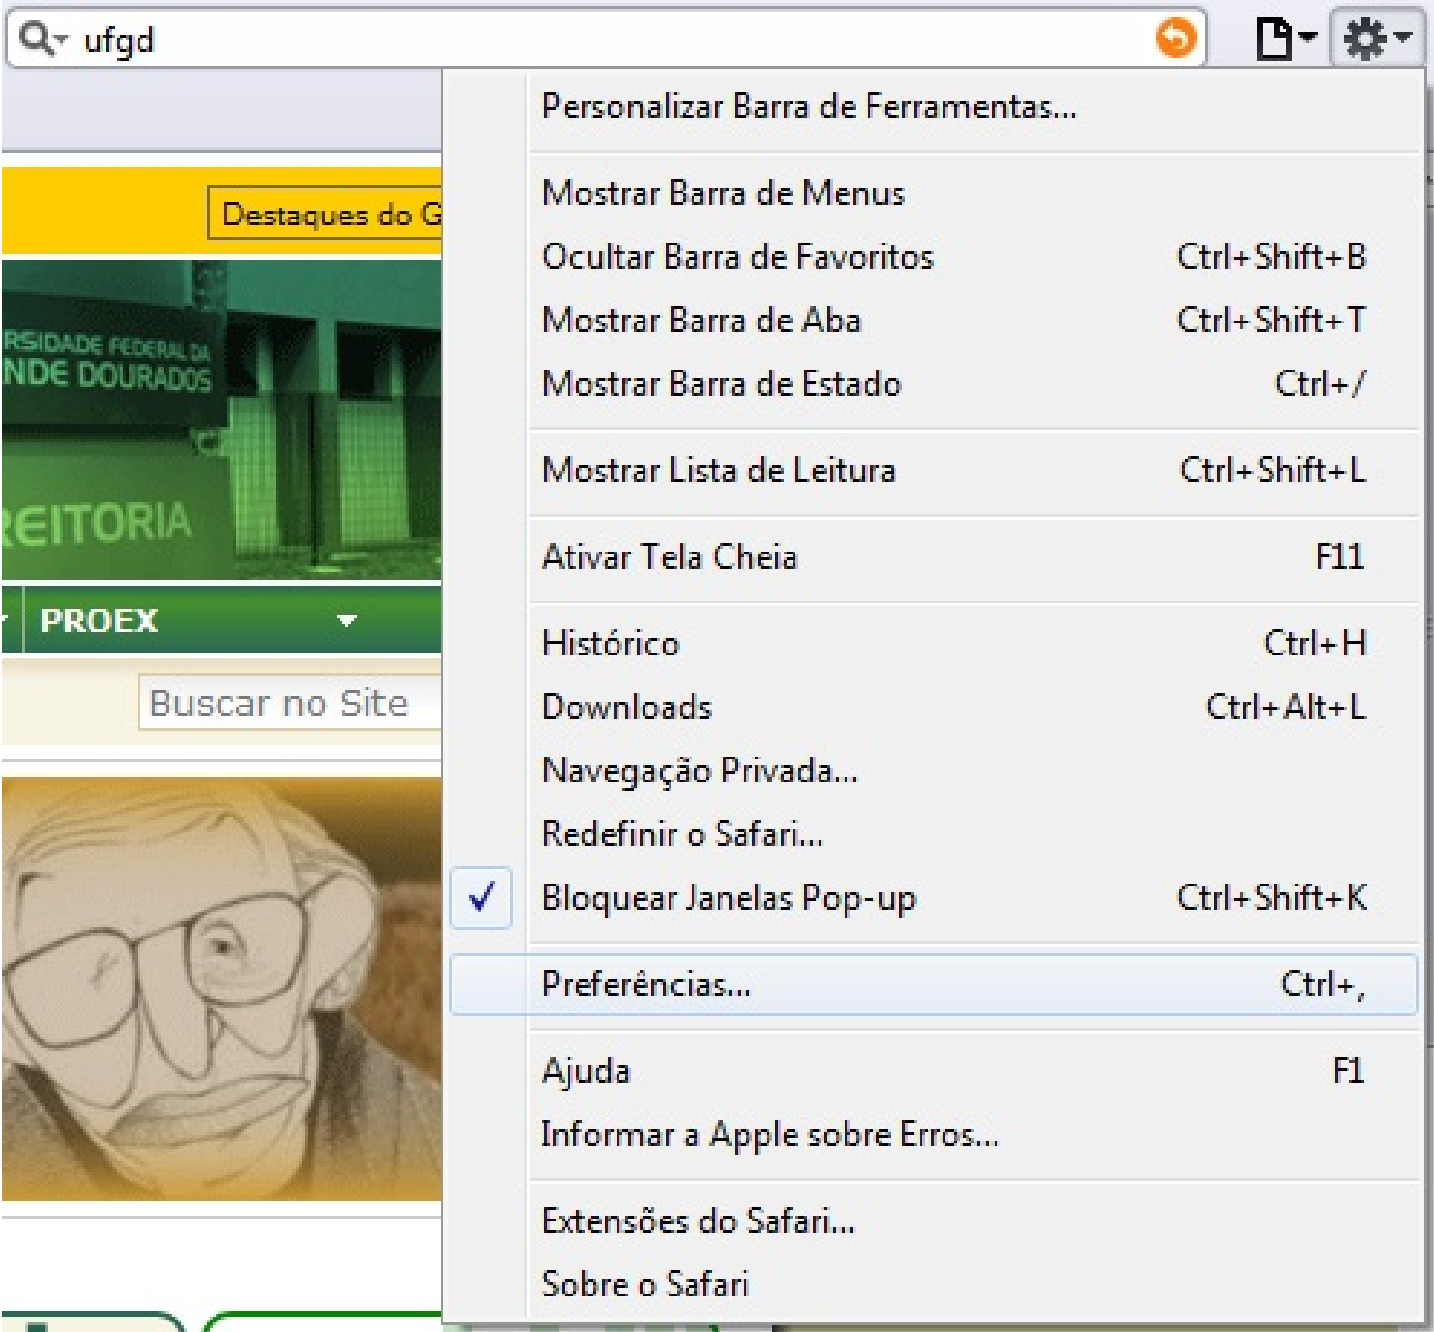 ufgd
Personalizar Barra de Ferramentas...
Mostrar Barra de Menus
Destaques do G
Ocultar Barra de Favoritos Ctrl+Shift+B
Mostrar Barra de Aba Ctrl+Shift+T
RSIDADE FEDERAL DA
NDE DOURADOS
Mostrar Barra de Estado Ctrl+/
Mostrar Lista de Leitura Ctrl+Shift+L
REITORIA
Ativar Tela Cheia F11
PROEX
Histórico Ctrl+H
Buscar no Site
Downloads Ctrl+Alt+L
Navegação Privada...
Redefinir o Safari...
Bloquear Janelas Pop-up Ctrl+Shift+K
Preferências... Ctrl+,
Ajuda F1
Informar a Apple sobre Erros...
Extensões do Safari...
Sobre o Safari